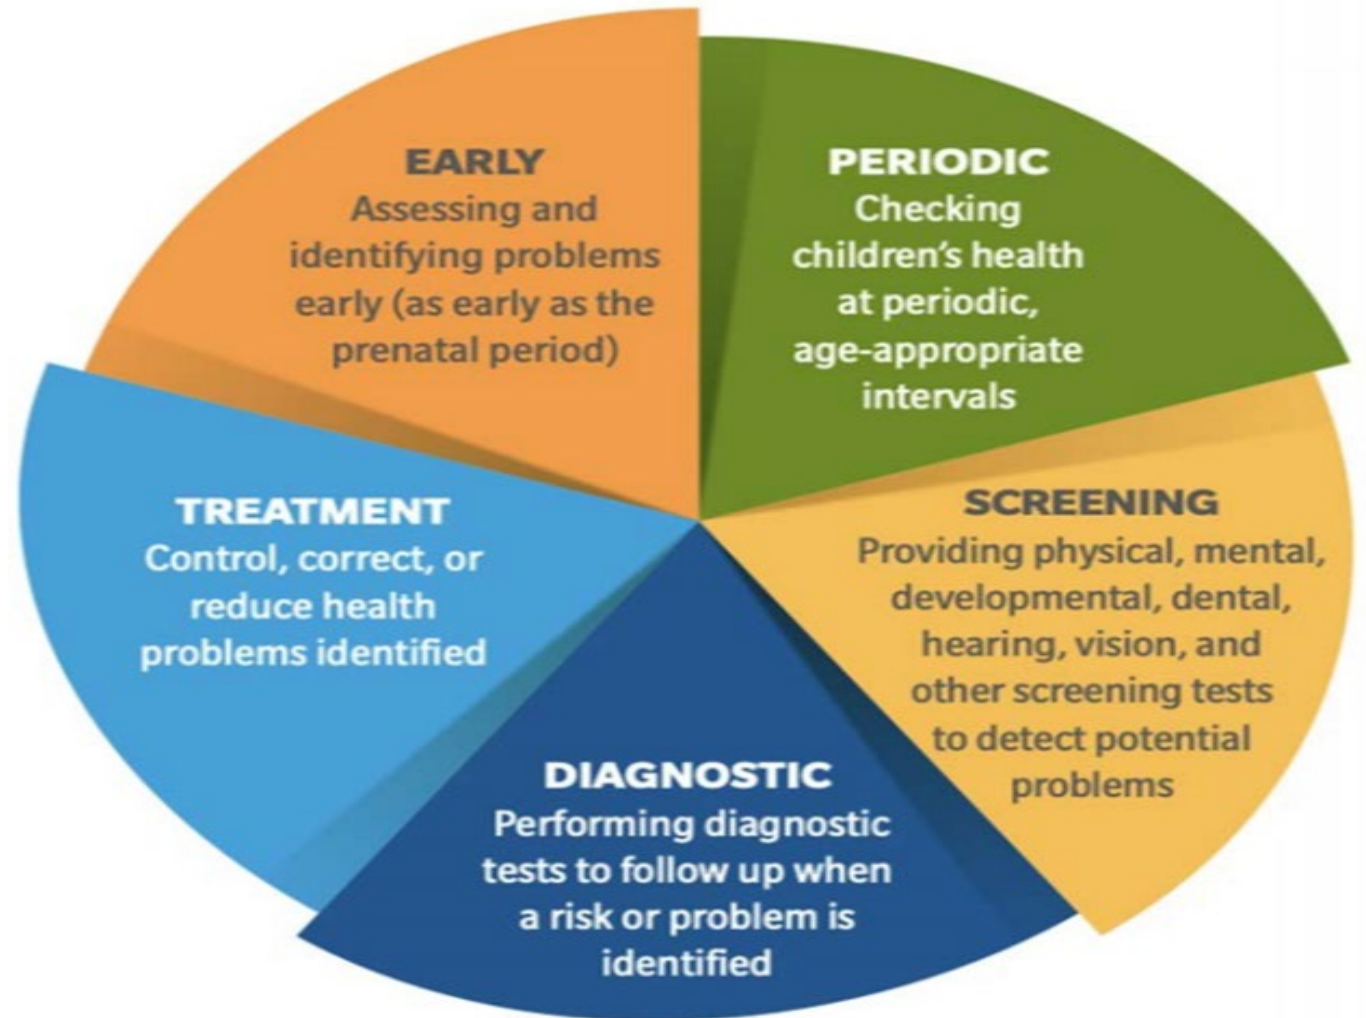 EARLY
Assessing and
identifying problems
early (as early as the
prenatal period)
PERIODIC
Checking
children's health
at periodic,
age-appropriate
intervals
SCREENING
Providing physical, mental,
developmental, dental,
hearing, vision, and
other screening tests
to detect potential
problems
DIAGNOSTIC
Performing diagnostic
tests to follow up when
a risk or problem is
identified
TREATMENT
Control, correct, or
reduce health
problems identified